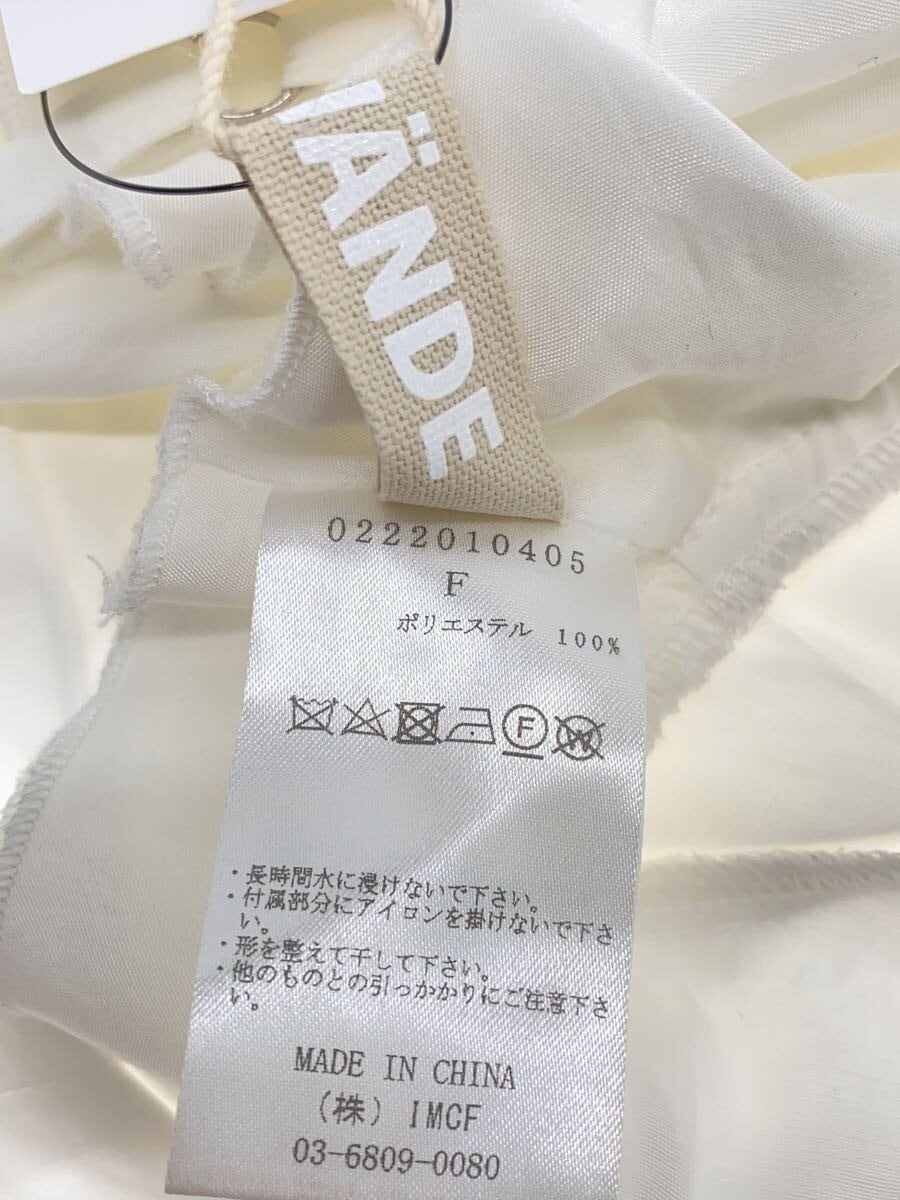 IÄNDE
0222010405
F
ポリエステル 100%
F
W
・長時間水に浸けないで下さい。
・付属部分にアイロンを掛けないで下さ
い。
・形を整えて干して下さい。
・他のものとの引っかかりにご注意下さ
い。
MADE IN CHINA
(株) IMCF
03-6809-0080